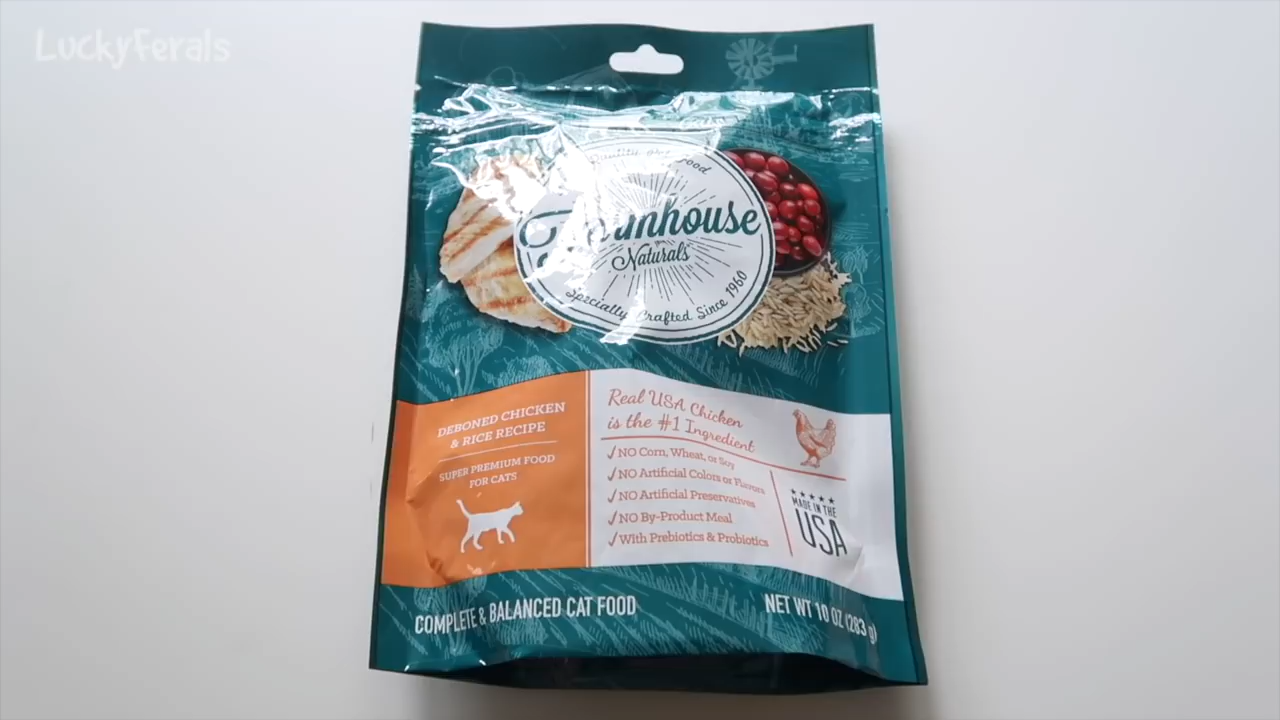 LuckyFerals
Quality Pet Food
Farmhouse
Naturals
Specialty Crafted Since 1960
DEBONED CHICKEN
& RICE RECIPE
SUPER PREMIUM FOOD
FOR CATS
Real USA Chicken
is the #1 Ingredient
✓NO Corn, Wheat, or Soy
✓NO Artificial Colors or Flavors
✓NO Artificial Preservatives
✓NO By-Product Meal
✓With Prebiotics & Probiotics
MADE IN THE
USA
COMPLETE & BALANCED CAT FOOD
NET WT 10 OZ (283 g)